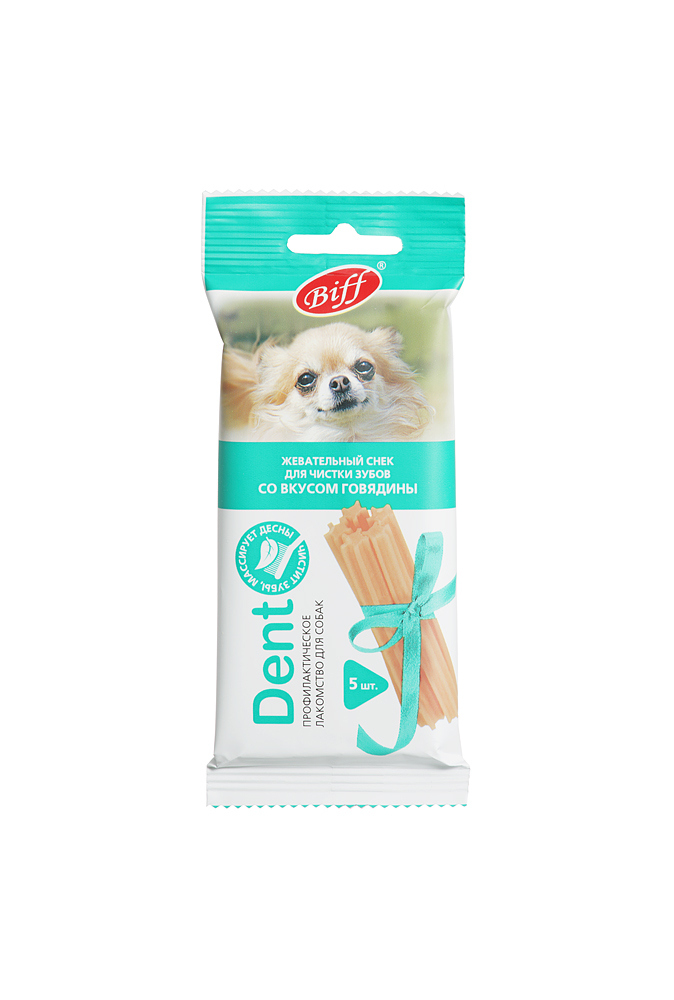 Biff®
ЖЕВАТЕЛЬНЫЙ СНЕК
ДЛЯ ЧИСТКИ ЗУБОВ
СО ВКУСОМ ГОВЯДИНЫ
ЧИСТИТ ЗУБЫ, МАССИРУЕТ ДЕСНЫ
Dent
ПРОФИЛАКТИЧЕСКОЕ
ЛАКОМСТВО ДЛЯ СОБАК
5 шт.